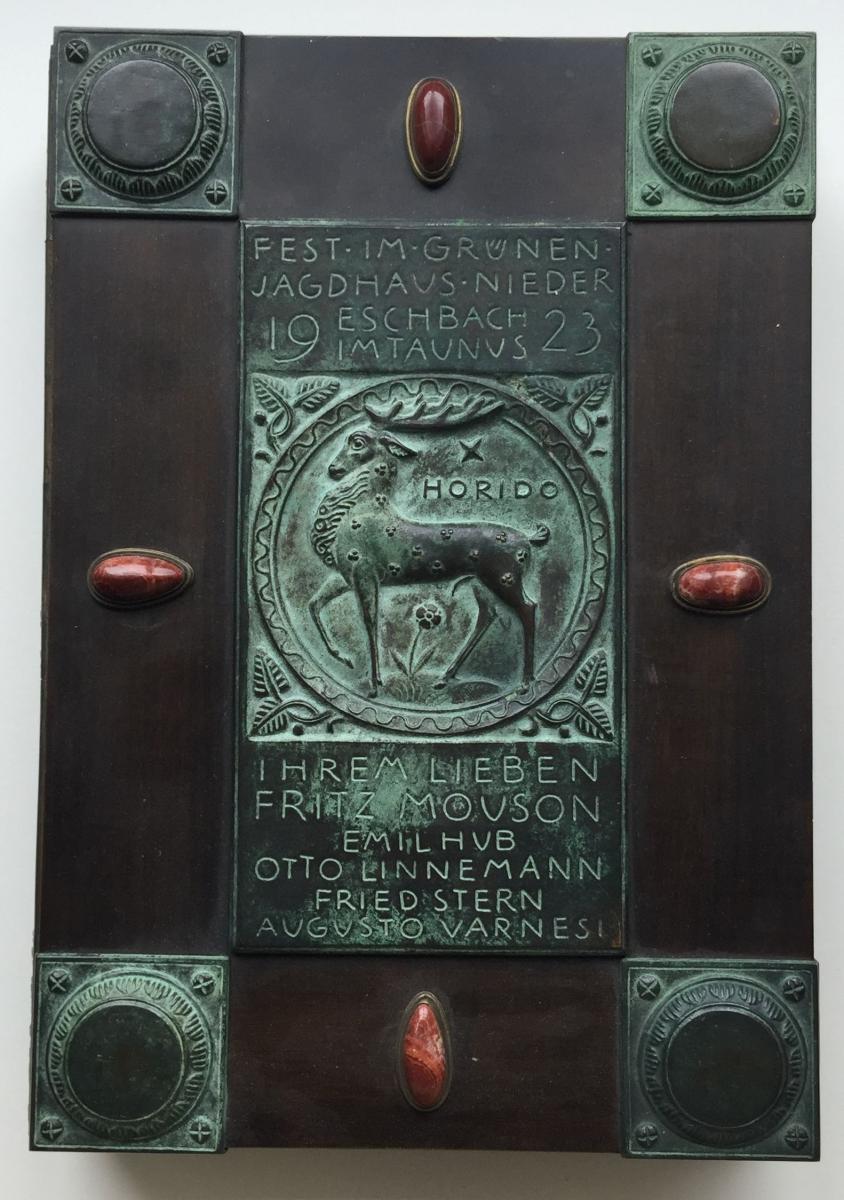 FEST · IM · GRÜNEN ·
JAGDHAUS · NIEDER
19 ESCHBACH 23
IM TAUNUS
HORIDO
IHREM LIEBEN
FRITZ MOUSON
EMIL HUB
OTTO LINNEMANN
FRIED · STERN
AUGUSTO VARNESI